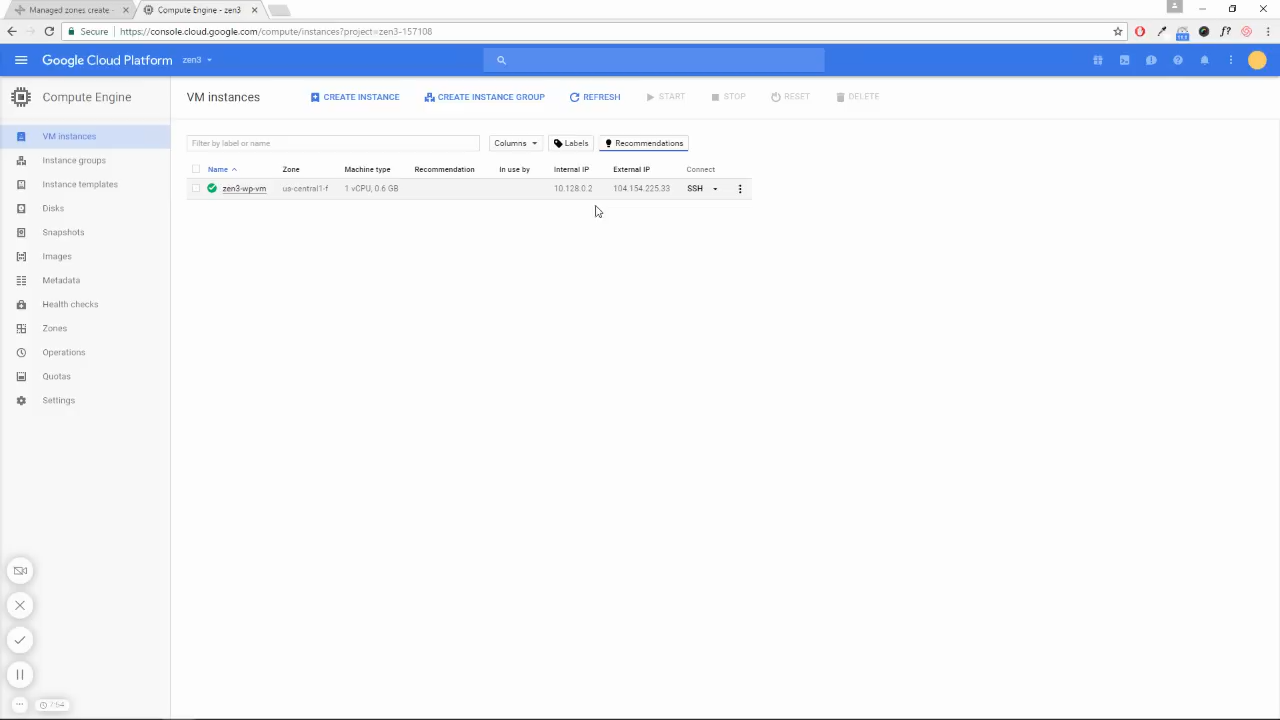 Managed zones create -
Compute Engine - zen3
Secure https://console.cloud.google.com/compute/instances?project=zen3-157108
Google Cloud Platform zen3
Compute Engine
VM instances CREATE INSTANCE CREATE INSTANCE GROUP REFRESH START STOP RESET DELETE
VM instances
Instance groups
Instance templates
Disks
Snapshots
Images
Metadata
Health checks
Zones
Operations
Quotas
Settings
Filter by label or name Columns Labels Recommendations
Name Zone Machine type Recommendation In use by Internal IP External IP Connect
zen3-wp-vm us-central1-f 1 vCPU, 0.6 GB 10.128.0.2 104.154.225.33 SSH
7:54